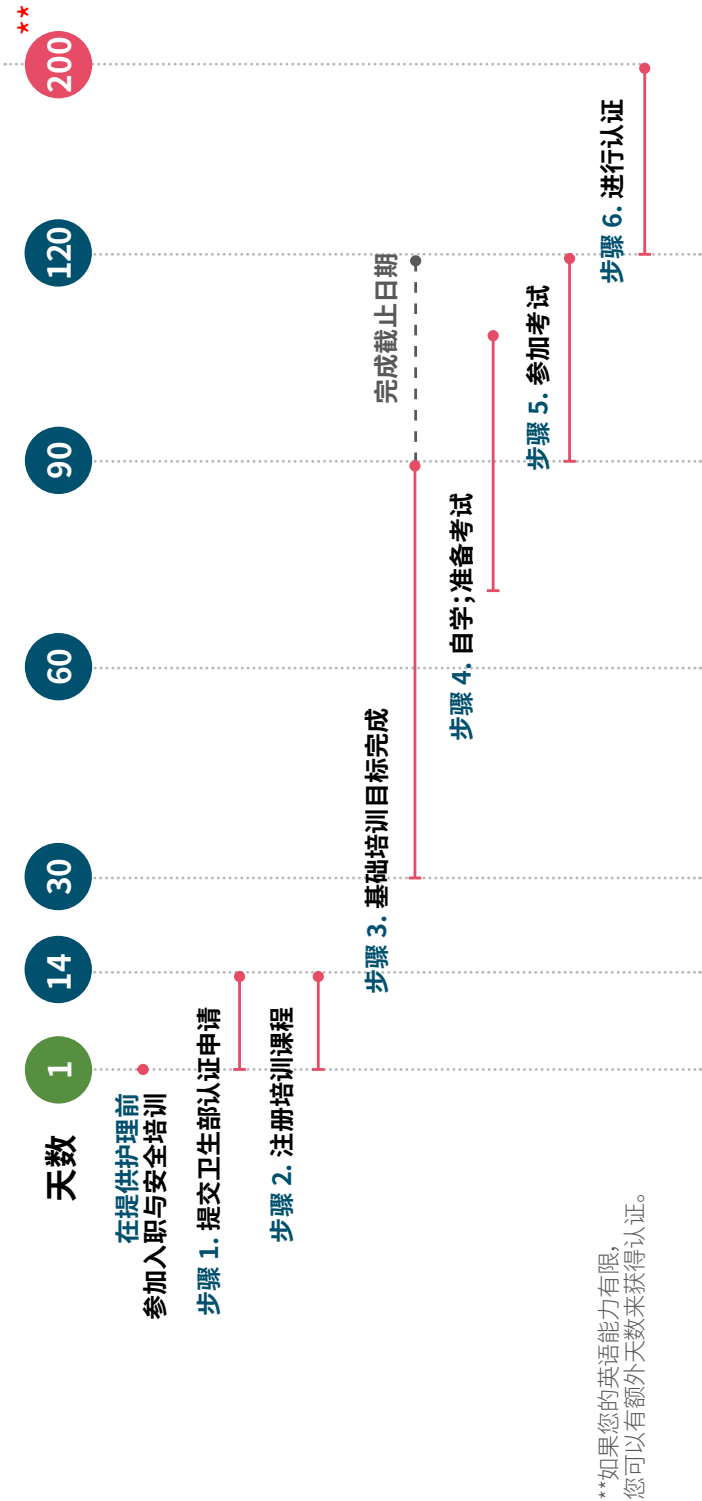 天数
1
14
30
60
90
120
200
**
在提供护理前
参加入职与安全培训
步骤 1. 提交卫生部认证申请
步骤 2. 注册培训课程
步骤 3. 基础培训目标完成
完成截止日期
步骤 4. 自学;准备考试
步骤 5. 参加考试
步骤 6. 进行认证
**如果您的英语能力有限,
您可以有额外天数来获得认证。